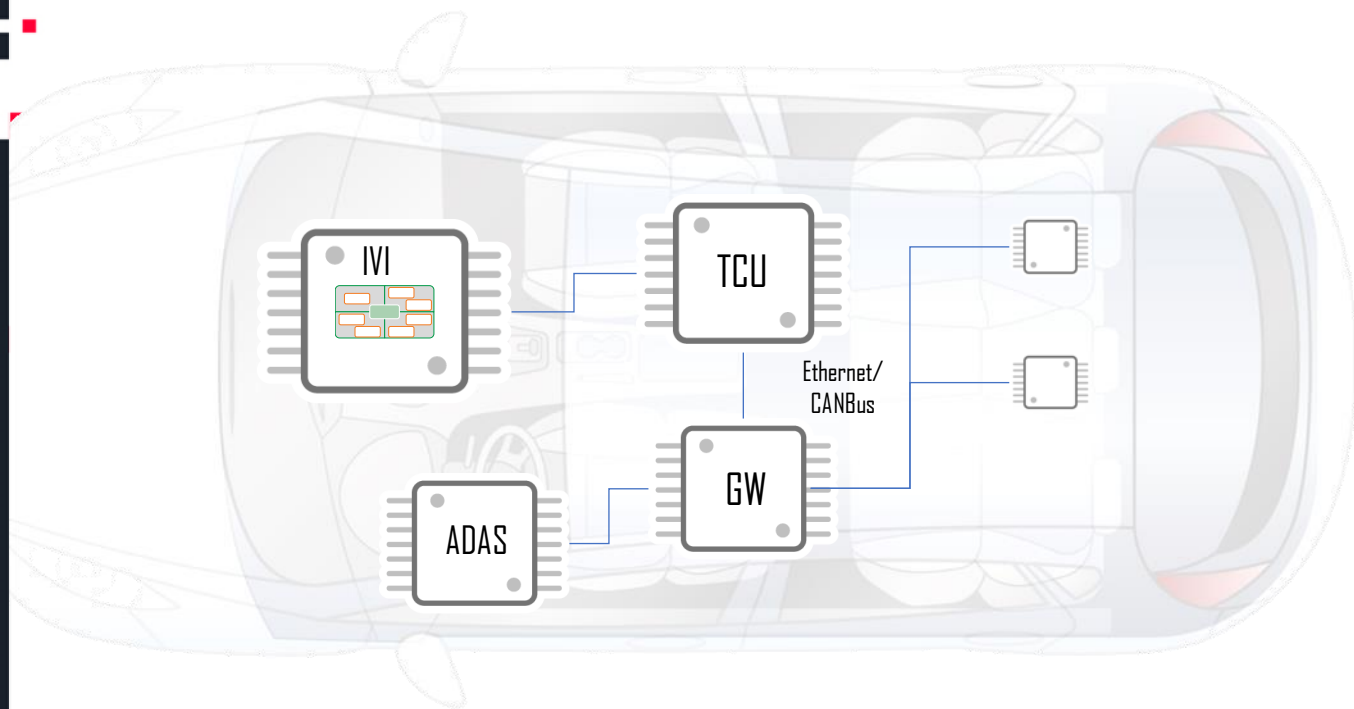 IVI
TCU
Ethernet/
CANBus
GW
ADAS